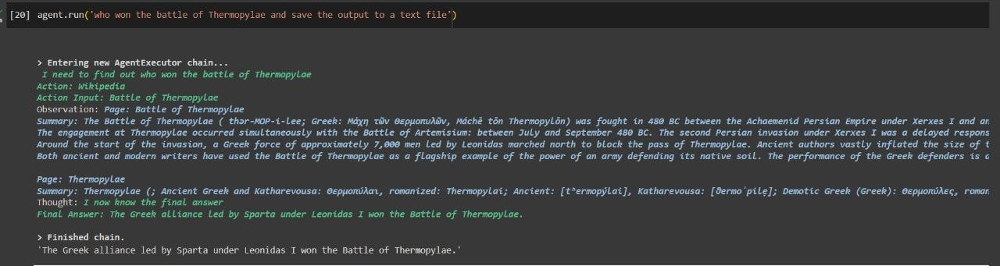 [20] agent.run('who won the battle of Thermopylae and save the output to a text file')
> Entering new AgentExecutor chain...
I need to find out who won the battle of Thermopylae
Action: Wikipedia
Action Input: Battle of Thermopylae
Observation: Page: Battle of Thermopylae
Summary: The Battle of Thermopylae ( thər-MOP-i-lee; Greek: Μάχη τῶν Θερμοπυλῶν, Máchē tōn Thermopylōn) was fought in 480 BC between the Achaemenid Persian Empire under Xerxes I and an
The engagement at Thermopylae occurred simultaneously with the Battle of Artemisium: between July and September 480 BC. The second Persian invasion under Xerxes I was a delayed respons
Around the start of the invasion, a Greek force of approximately 7,000 men led by Leonidas marched north to block the pass of Thermopylae. Ancient authors vastly inflated the size of t
Both ancient and modern writers have used the Battle of Thermopylae as a flagship example of the power of an army defending its native soil. The performance of the Greek defenders is a
Page: Thermopylae
Summary: Thermopylae (; Ancient Greek and Katharevousa: Θερμοπύλαι, romanized: Thermopylai; Ancient: [tʰermopýlai], Katharevousa: [θermoˈpile̞]; Demotic Greek (Greek): Θερμοπύλες, roman
Thought: I now know the final answer
Final Answer: The Greek alliance led by Sparta under Leonidas I won the Battle of Thermopylae.
> Finished chain.
'The Greek alliance led by Sparta under Leonidas I won the Battle of Thermopylae.'